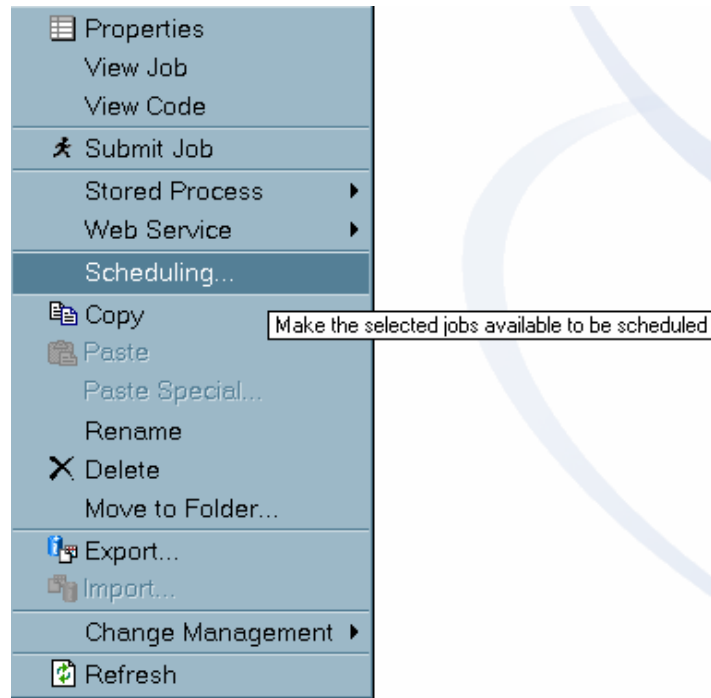 Properties
View Job
View Code
Submit Job
Stored Process
Web Service
Scheduling...
Copy
Make the selected jobs available to be scheduled
Paste
Paste Special...
Rename
Delete
Move to Folder...
Export...
Import...
Change Management
Refresh